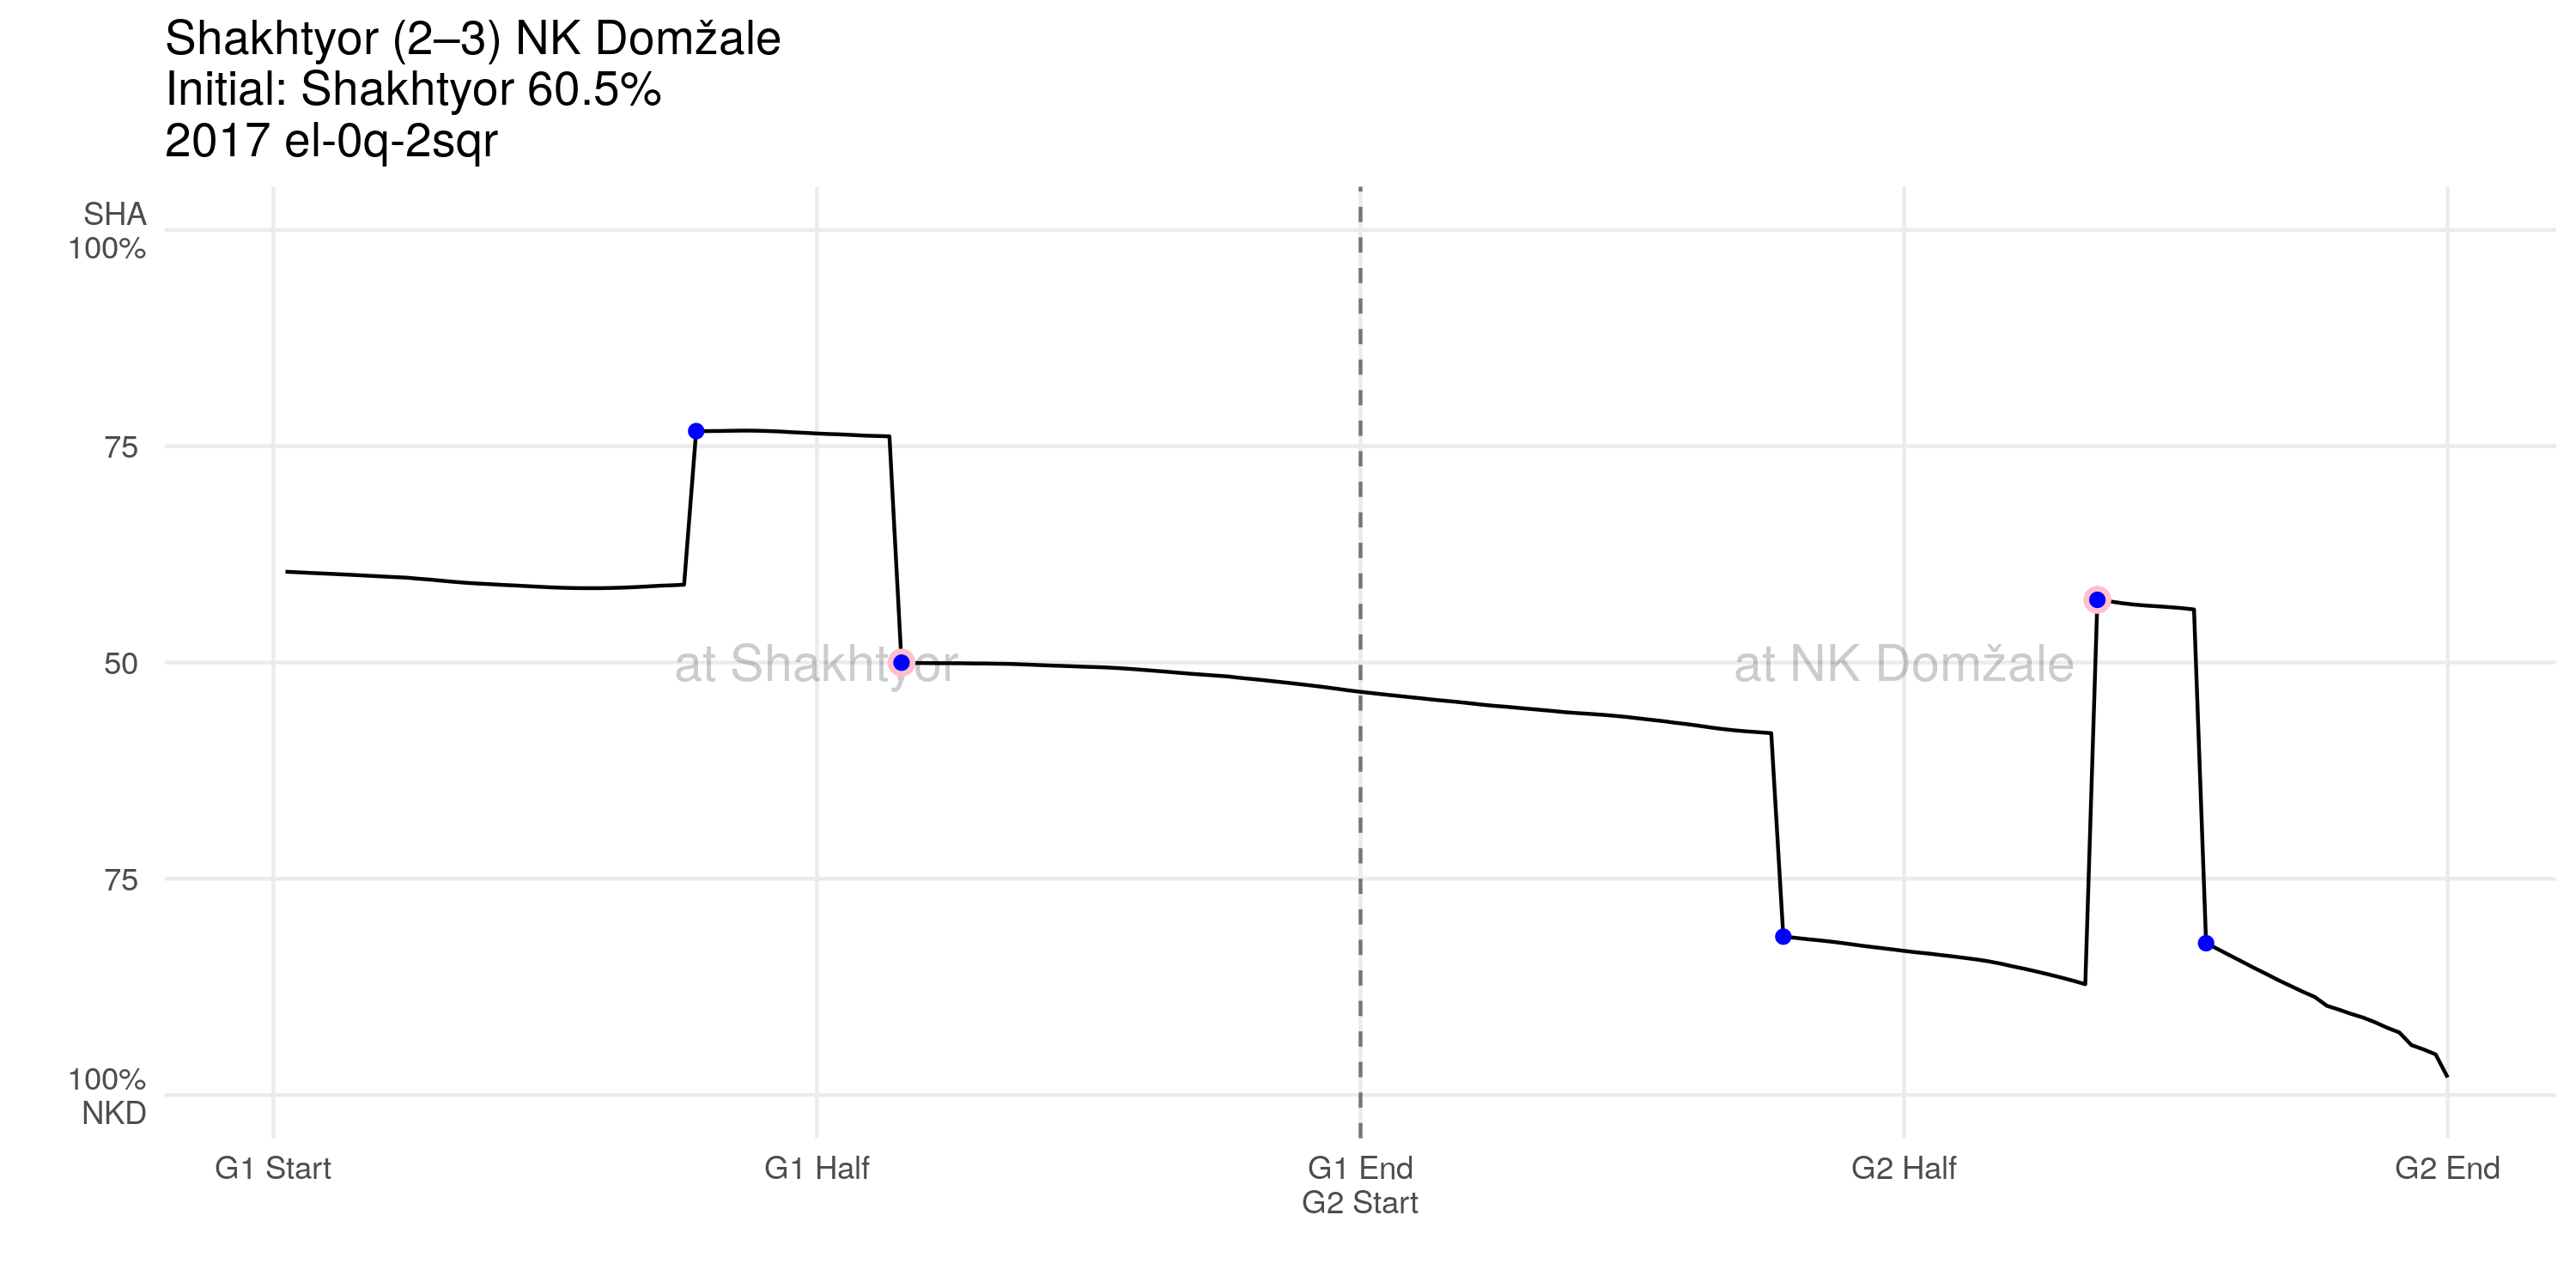 Shakhtyor (2–3) NK Domžale
Initial: Shakhtyor 60.5%
2017 el-0q-2sqr
SHA
100%
75
50
75
100%
NKD
at Shakhtyor
at NK Domžale
G1 Start
G1 Half
G1 End
G2 Start
G2 Half
G2 End